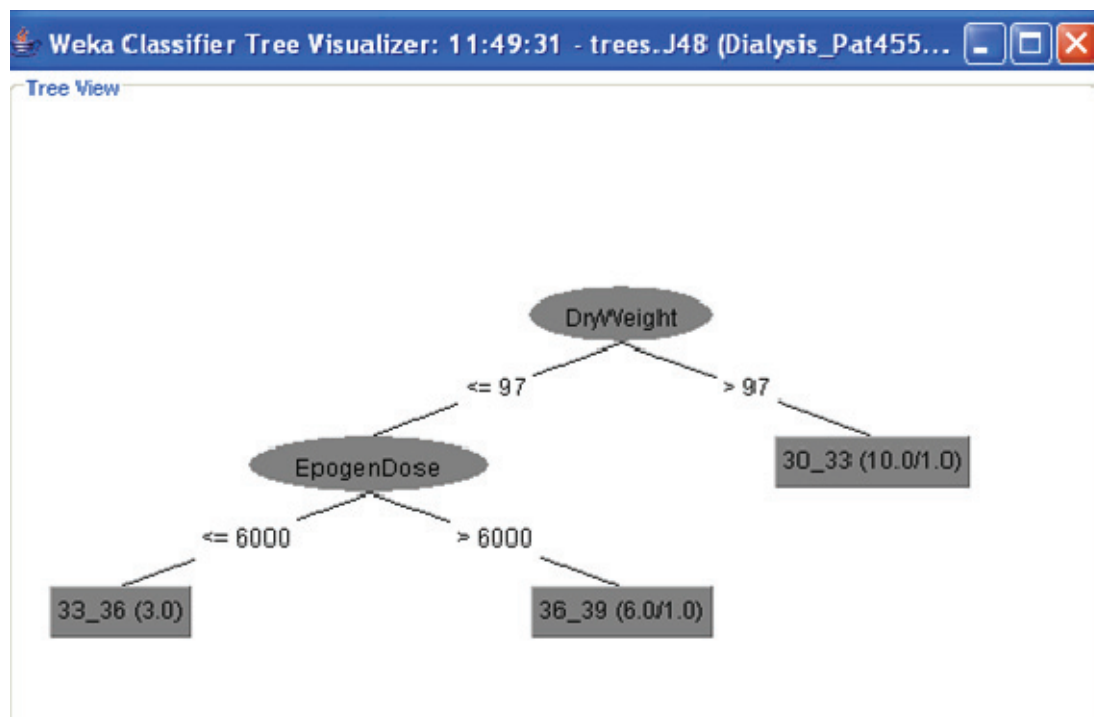 Weka Classifier Tree Visualizer: 11:49:31 - trees.J48 (Dialysis_Pat455...
Tree View
DryWeight
<= 97
> 97
EpogenDose
30_33 (10.0/1.0)
<= 6000
> 6000
33_36 (3.0)
36_39 (6.0/1.0)